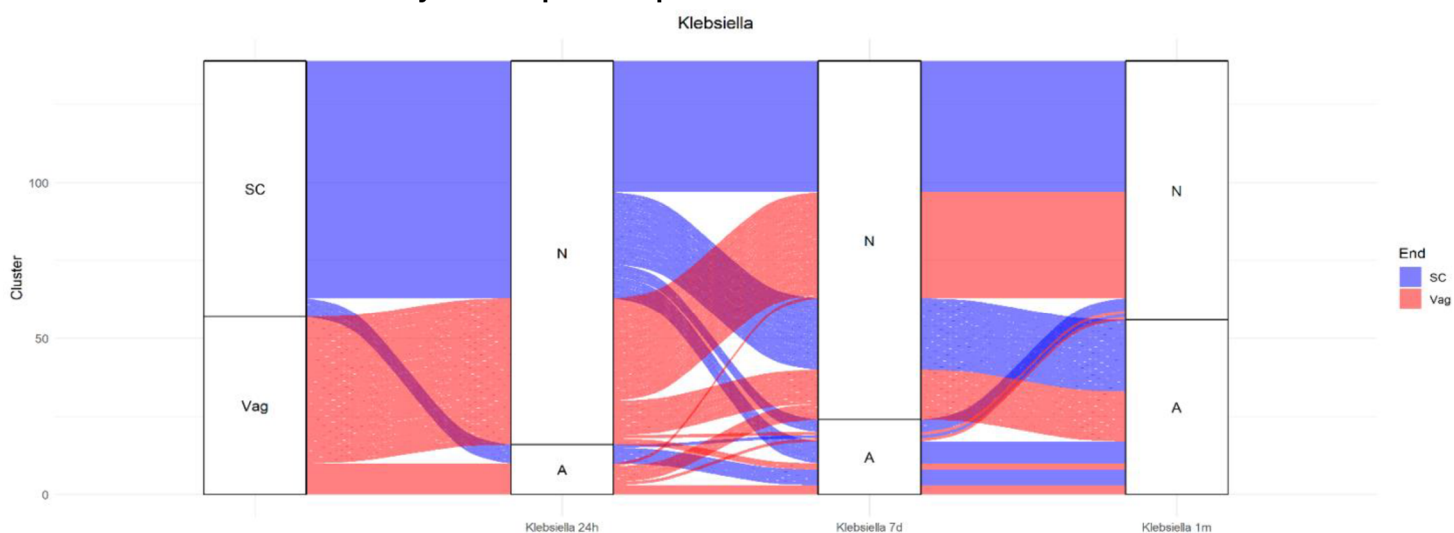 Klebsiella
Cluster
100
50
0
SC
Vag
N
A
N
A
N
A
Klebsiella 24h
Klebsiella 7d
Klebsiella 1m
End
SC
Vag